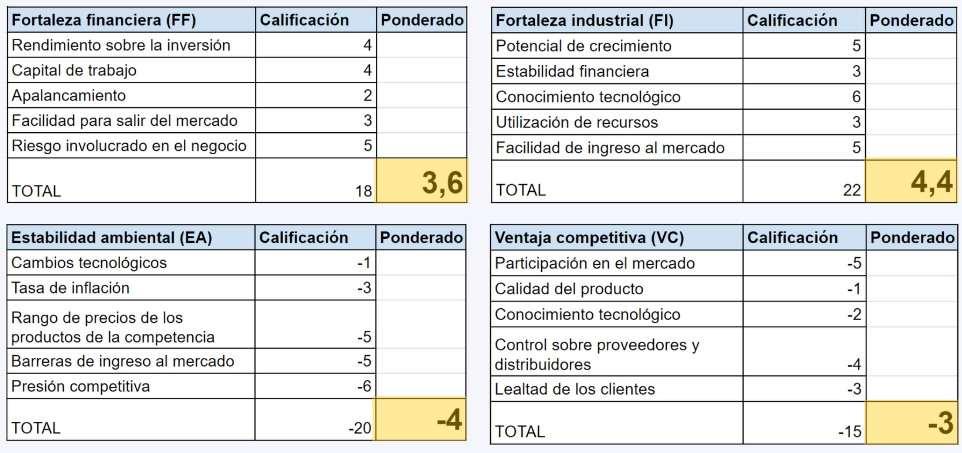 Fortaleza financiera (FF) Calificación Ponderado
Rendimiento sobre la inversión 4
Capital de trabajo 4
Apalancamiento 2
Facilidad para salir del mercado 3
Riesgo involucrado en el negocio 5
TOTAL 18 3,6
Fortaleza industrial (FI) Calificación Ponderado
Potencial de crecimiento 5
Estabilidad financiera 3
Conocimiento tecnológico 6
Utilización de recursos 3
Facilidad de ingreso al mercado 5
TOTAL 22 4,4
Estabilidad ambiental (EA) Calificación Ponderado
Cambios tecnológicos -1
Tasa de inflación -3
Rango de precios de los
productos de la competencia -5
Barreras de ingreso al mercado -5
Presión competitiva -6
TOTAL -20 -4
Ventaja competitiva (VC) Calificación Ponderado
Participación en el mercado -5
Calidad del producto -1
Conocimiento tecnológico -2
Control sobre proveedores y
distribuidores -4
Lealtad de los clientes -3
TOTAL -15 -3